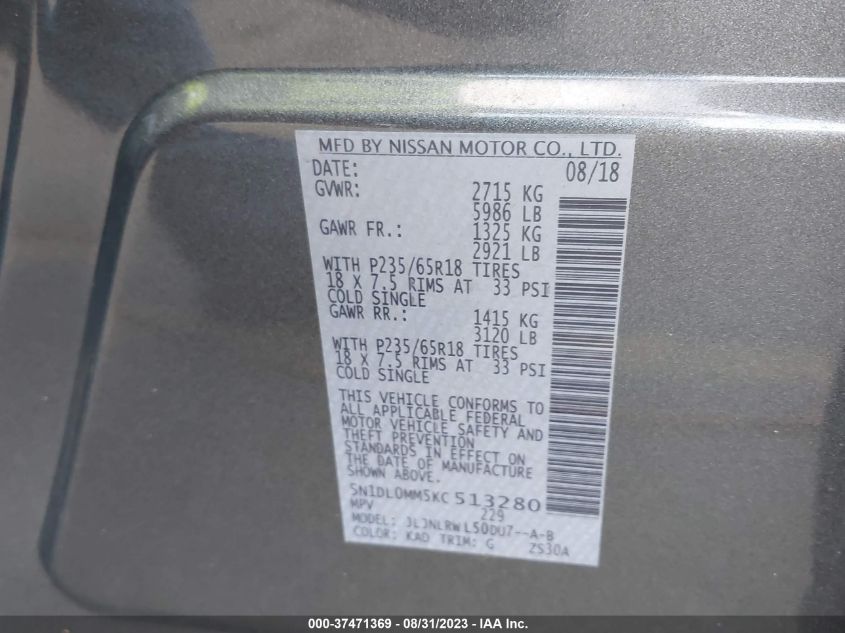 MFD BY NISSAN MOTOR CO., LTD.
DATE: 08/18
GVWR: 2715 KG
5986 LB
GAWR FR.: 1325 KG
2921 LB
WITH P235/65R18 TIRES
18 X 7.5 RIMS AT 33 PSI
COLD SINGLE
GAWR RR.: 1415 KG
3120 LB
WITH P235/65R18 TIRES
18 X 7.5 RIMS AT 33 PSI
COLD SINGLE
THIS VEHICLE CONFORMS TO
ALL APPLICABLE FEDERAL
MOTOR VEHICLE SAFETY AND
THEFT PREVENTION
STANDARDS IN EFFECT ON
THE DATE OF MANUFACTURE
SHOWN ABOVE.
5N1DL0MM5KC513280
MPV 229
MODEL: JLJNLRWL50DU7--A-B
COLOR: KAD TRIM: G ZS30A
000-37471369 - 08/31/2023 - IAA Inc.